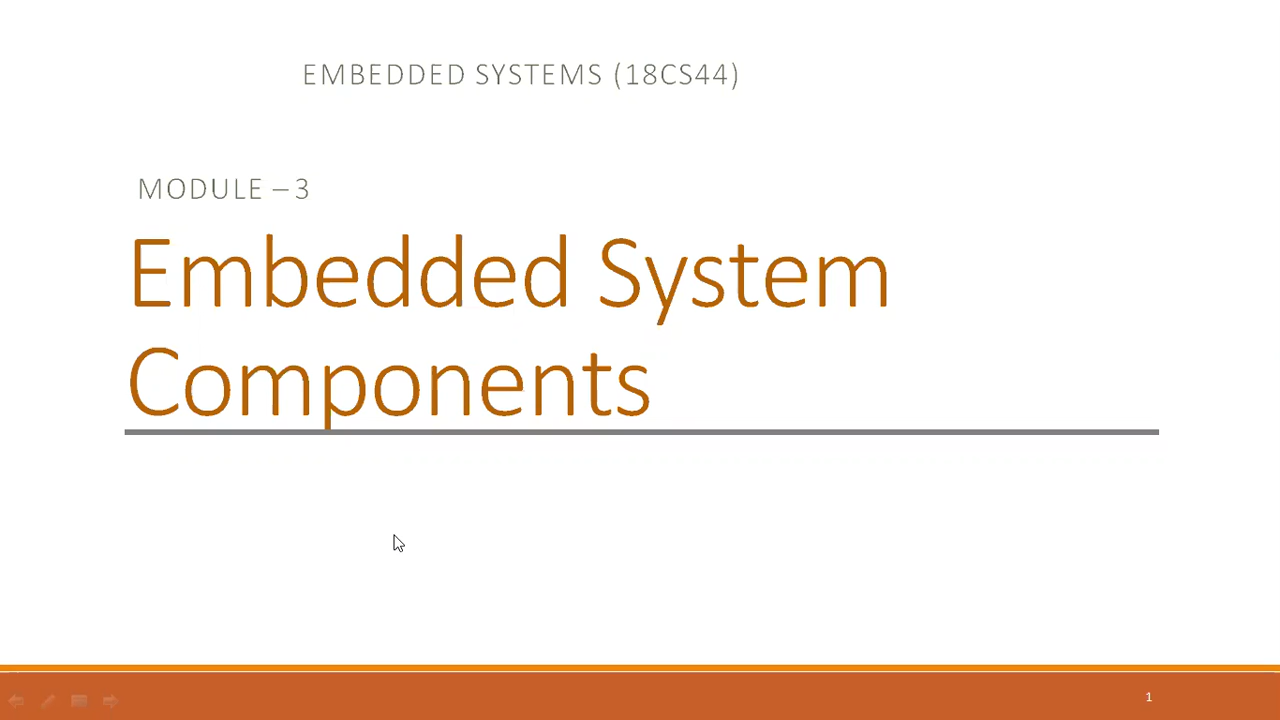 EMBEDDED SYSTEMS (18CS44)
MODULE – 3
Embedded System
Components
1